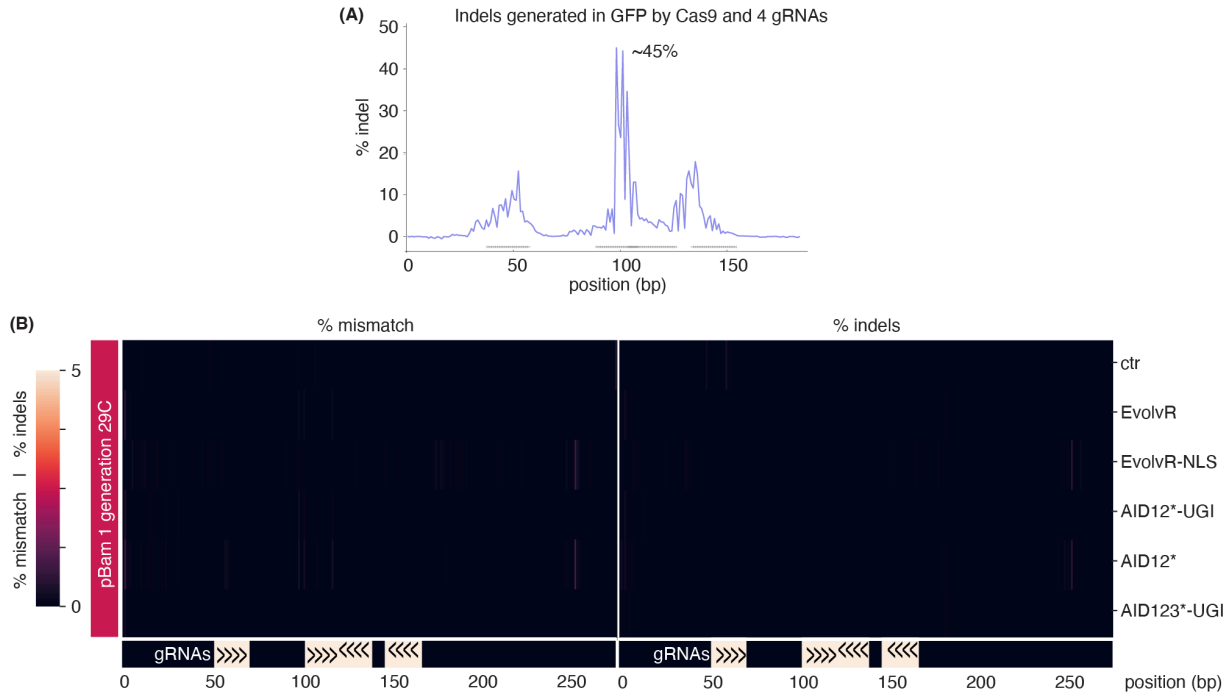 (A) Indels generated in GFP by Cas9 and 4 gRNAs
50
40
30
20
10
0
% indel
~45%
0 50 100 150
position (bp)
(B)
% mismatch % indels
5
0
% mismatch | % indels
pBam 1 generation 29C
ctr
EvolvR
EvolvR-NLS
AID12*-UGI
AID12*
AID123*-UGI
gRNAs >>>> >>>> <<<< <<<< gRNAs >>>> >>>> <<<< <<<<
0 50 100 150 200 250 0 50 100 150 200 250 position (bp)